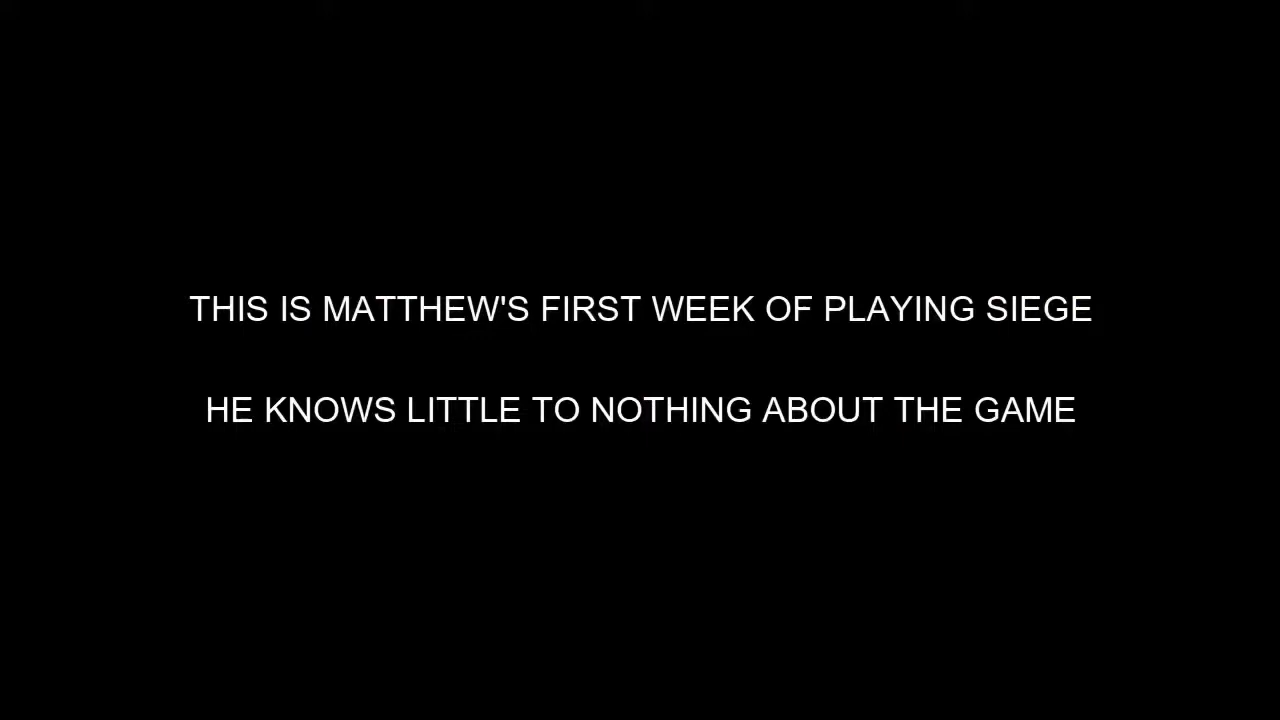 THIS IS MATTHEW'S FIRST WEEK OF PLAYING SIEGE
HE KNOWS LITTLE TO NOTHING ABOUT THE GAME